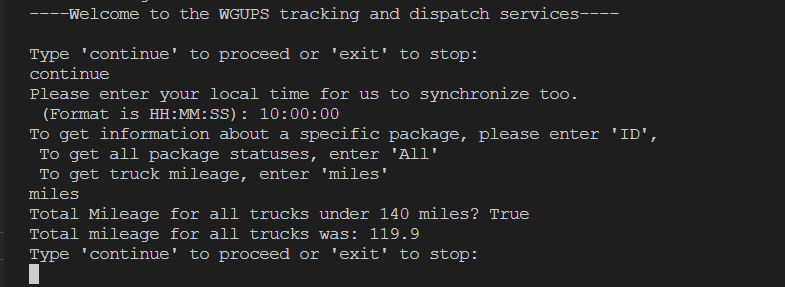 ----Welcome to the WGUPS tracking and dispatch services----
Type 'continue' to proceed or 'exit' to stop:
continue
Please enter your local time for us to synchronize too.
(Format is HH:MM:SS): 10:00:00
To get information about a specific package, please enter 'ID',
To get all package statuses, enter 'All'
To get truck mileage, enter 'miles'
miles
Total Mileage for all trucks under 140 miles? True
Total mileage for all trucks was: 119.9
Type 'continue' to proceed or 'exit' to stop: